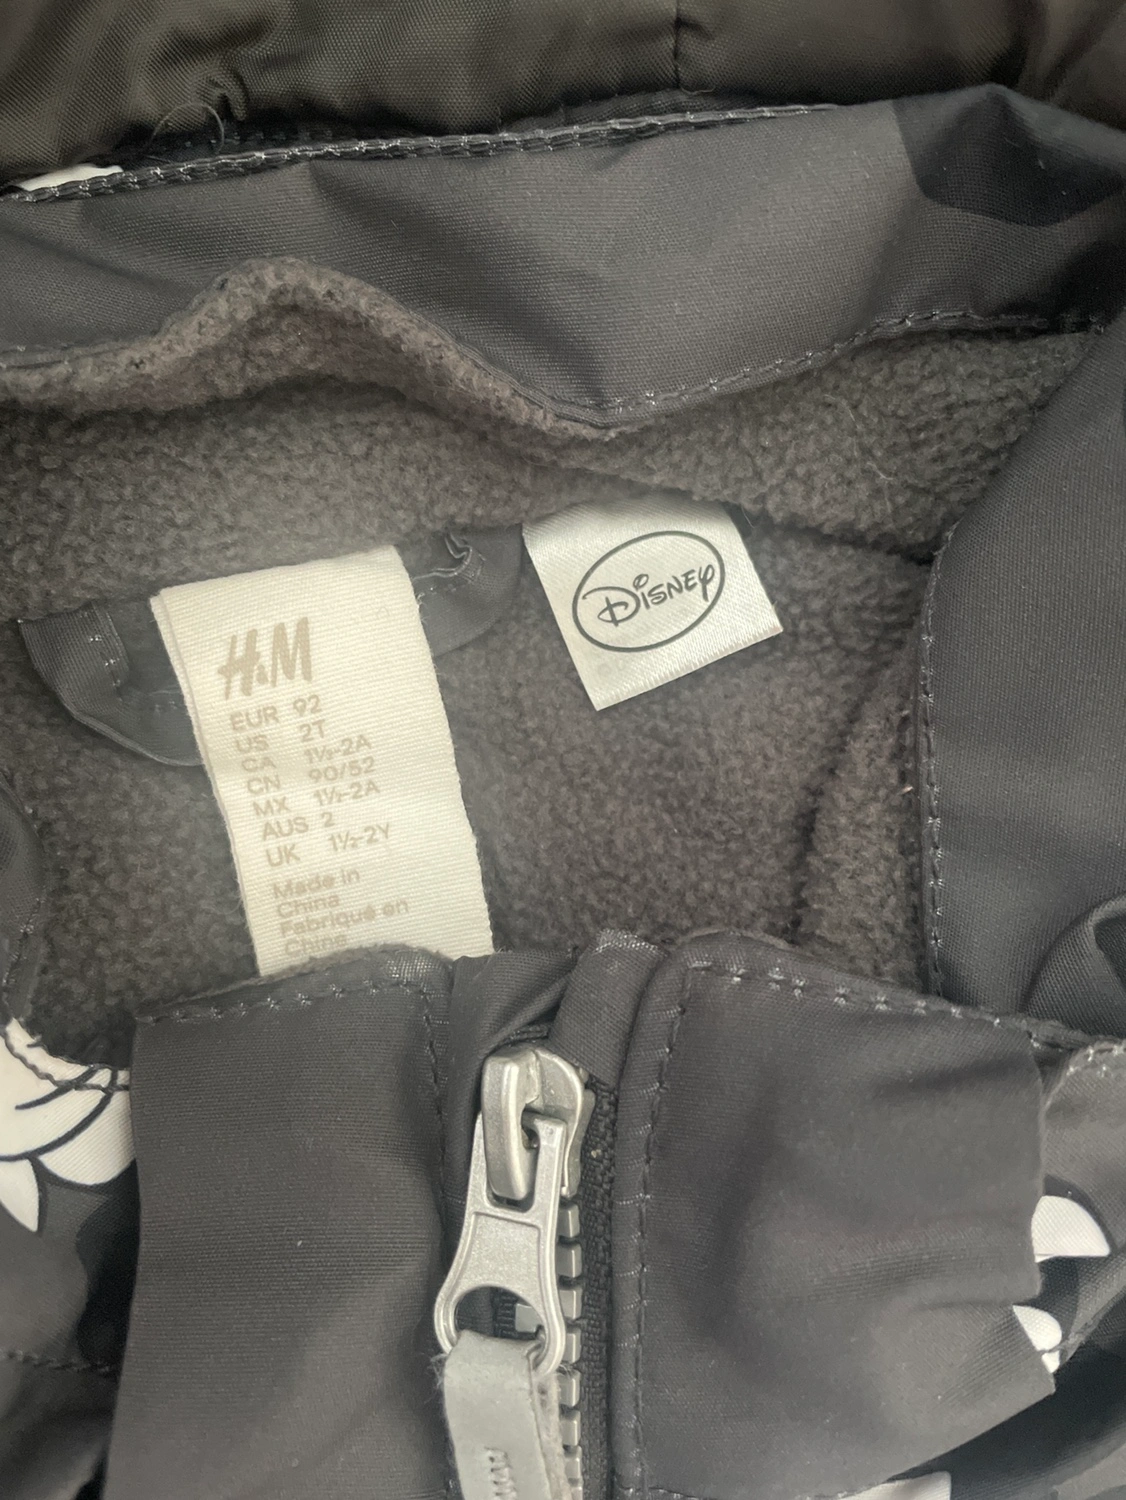 H&M
EUR 92
US 2T
CA 1½-2A
CN 90/52
MX 1½-2A
AUS 2
UK 1½-2Y
Made in
China
Fabriqué en
Chine
Disney